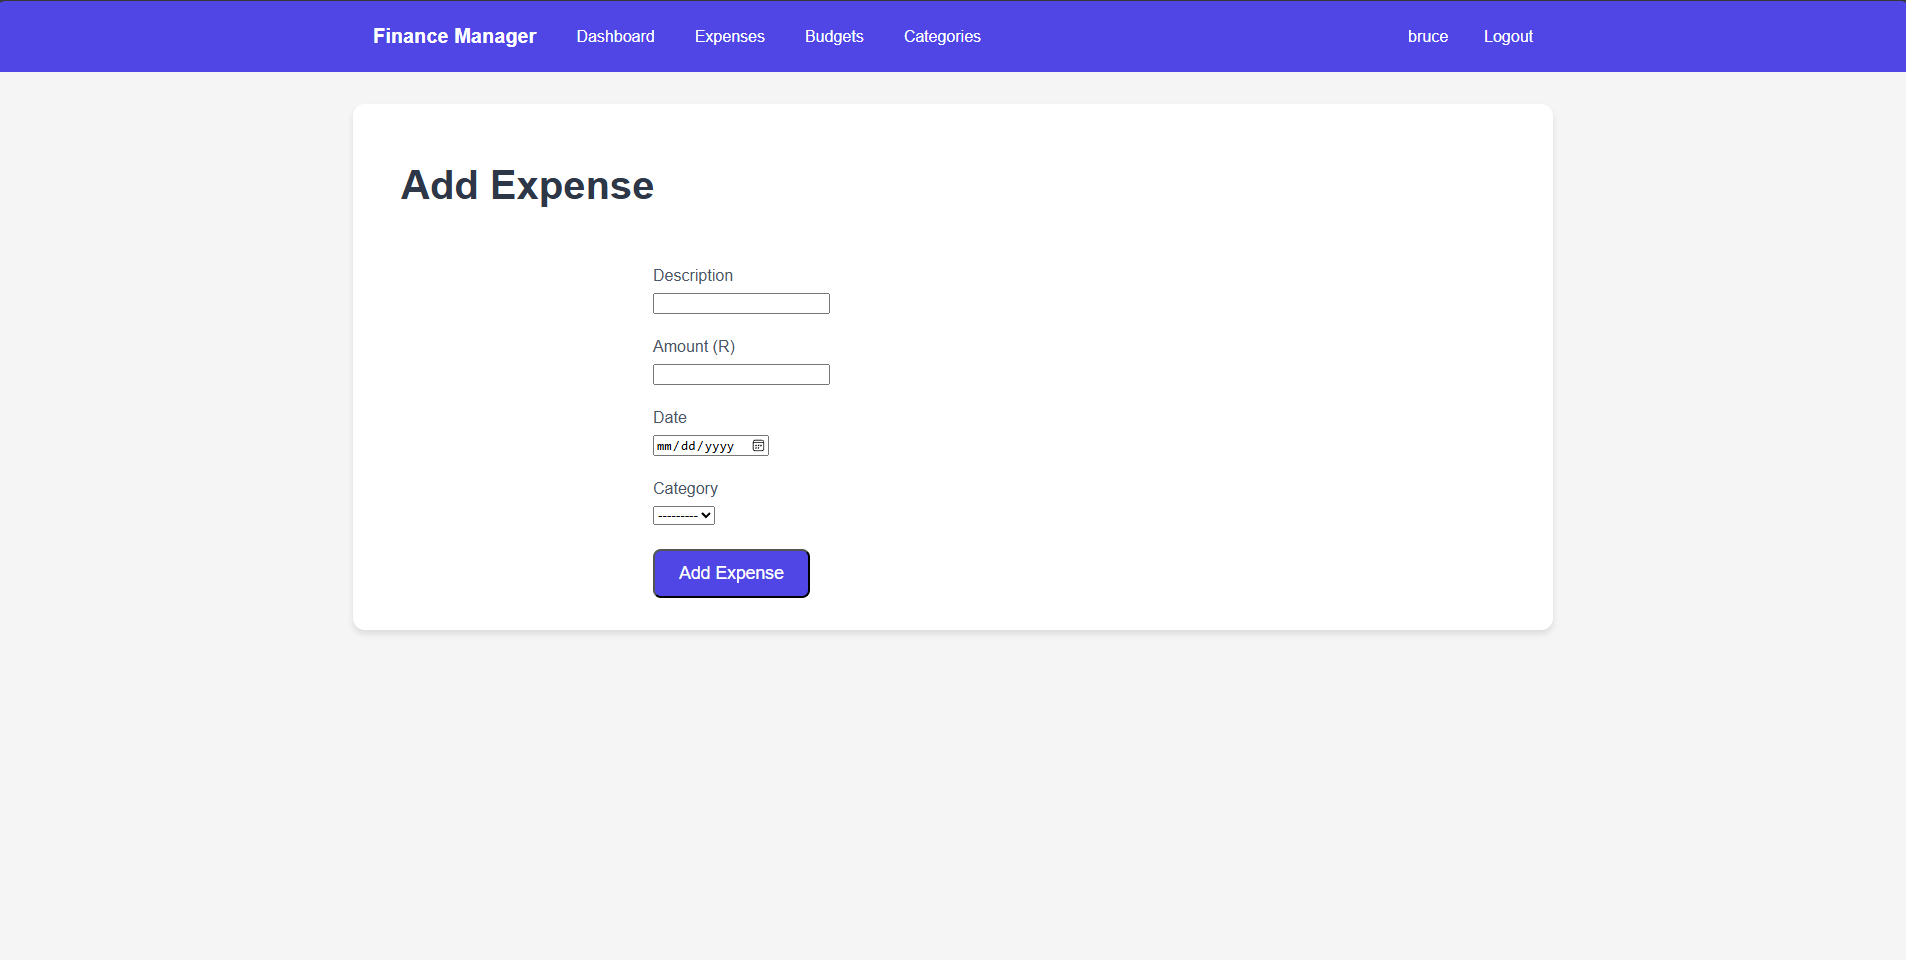 Finance Manager Dashboard Expenses Budgets Categories bruce Logout
Add Expense
Description
Amount (R)
Date
mm/dd/yyyy
Category
---------
Add Expense